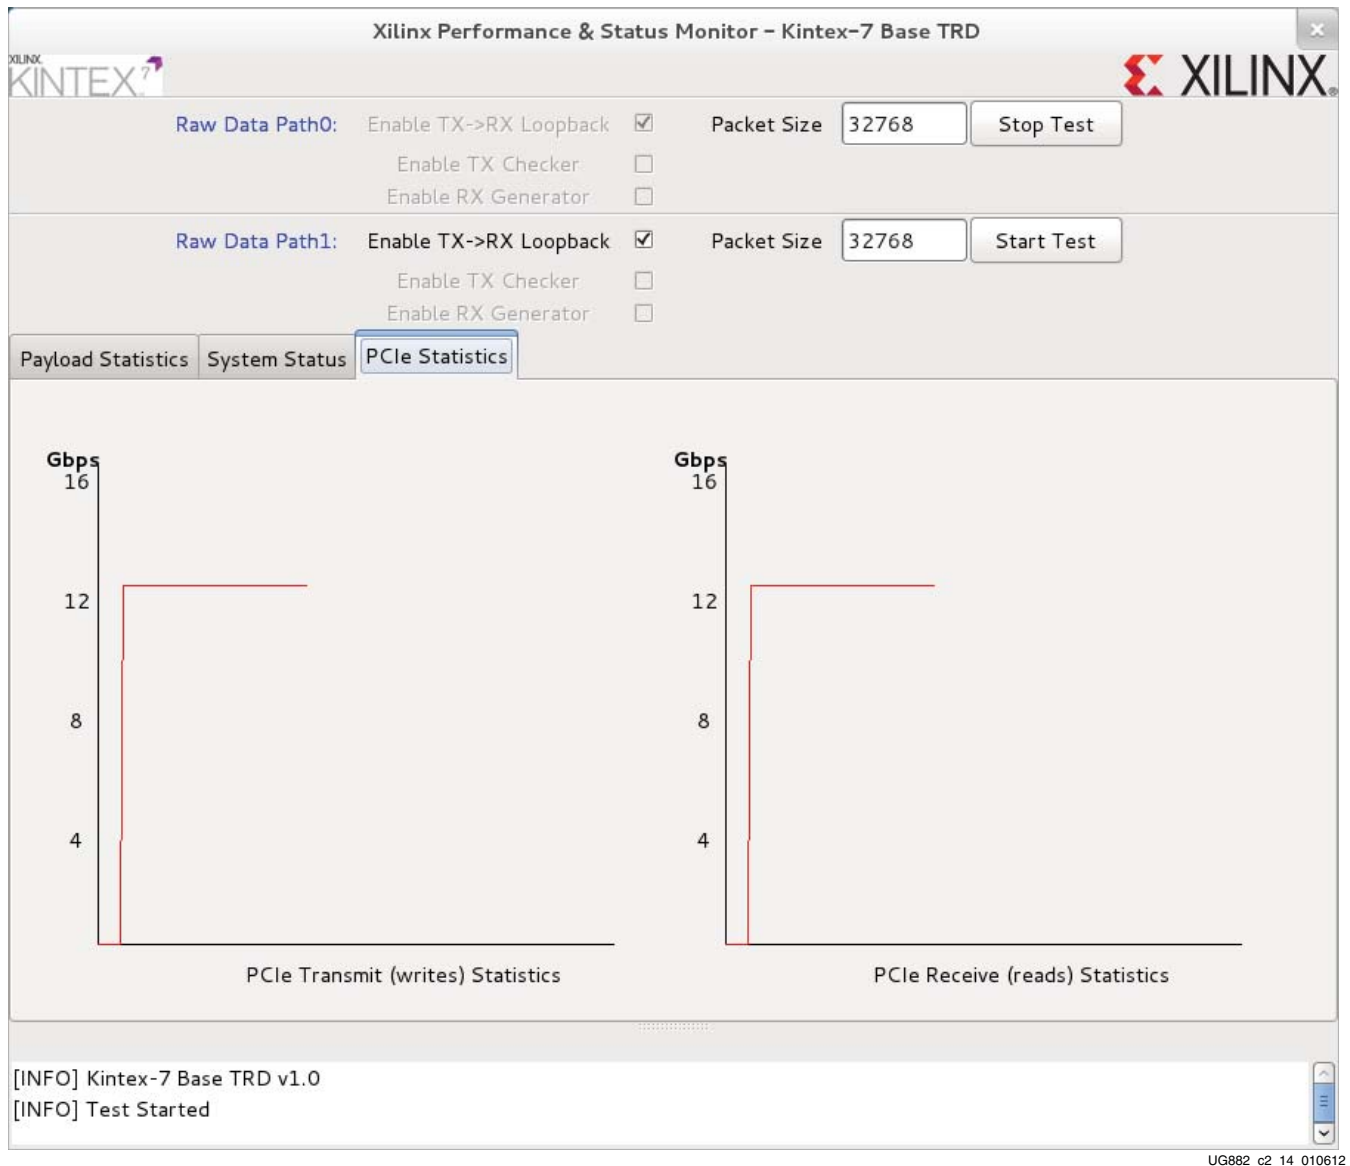 Xilinx Performance & Status Monitor – Kintex-7 Base TRD
XILINX
KINTEX 7
XILINX
Raw Data Path0: Enable TX->RX Loopback Packet Size 32768 Stop Test
Enable TX Checker
Enable RX Generator
Raw Data Path1: Enable TX->RX Loopback Packet Size 32768 Start Test
Enable TX Checker
Enable RX Generator
Payload Statistics System Status PCIe Statistics
Gbps Gbps
16 16
12 12
8 8
4 4
PCIe Transmit (writes) Statistics PCIe Receive (reads) Statistics
[INFO] Kintex-7 Base TRD v1.0
[INFO] Test Started
UG882_c2_14_010612